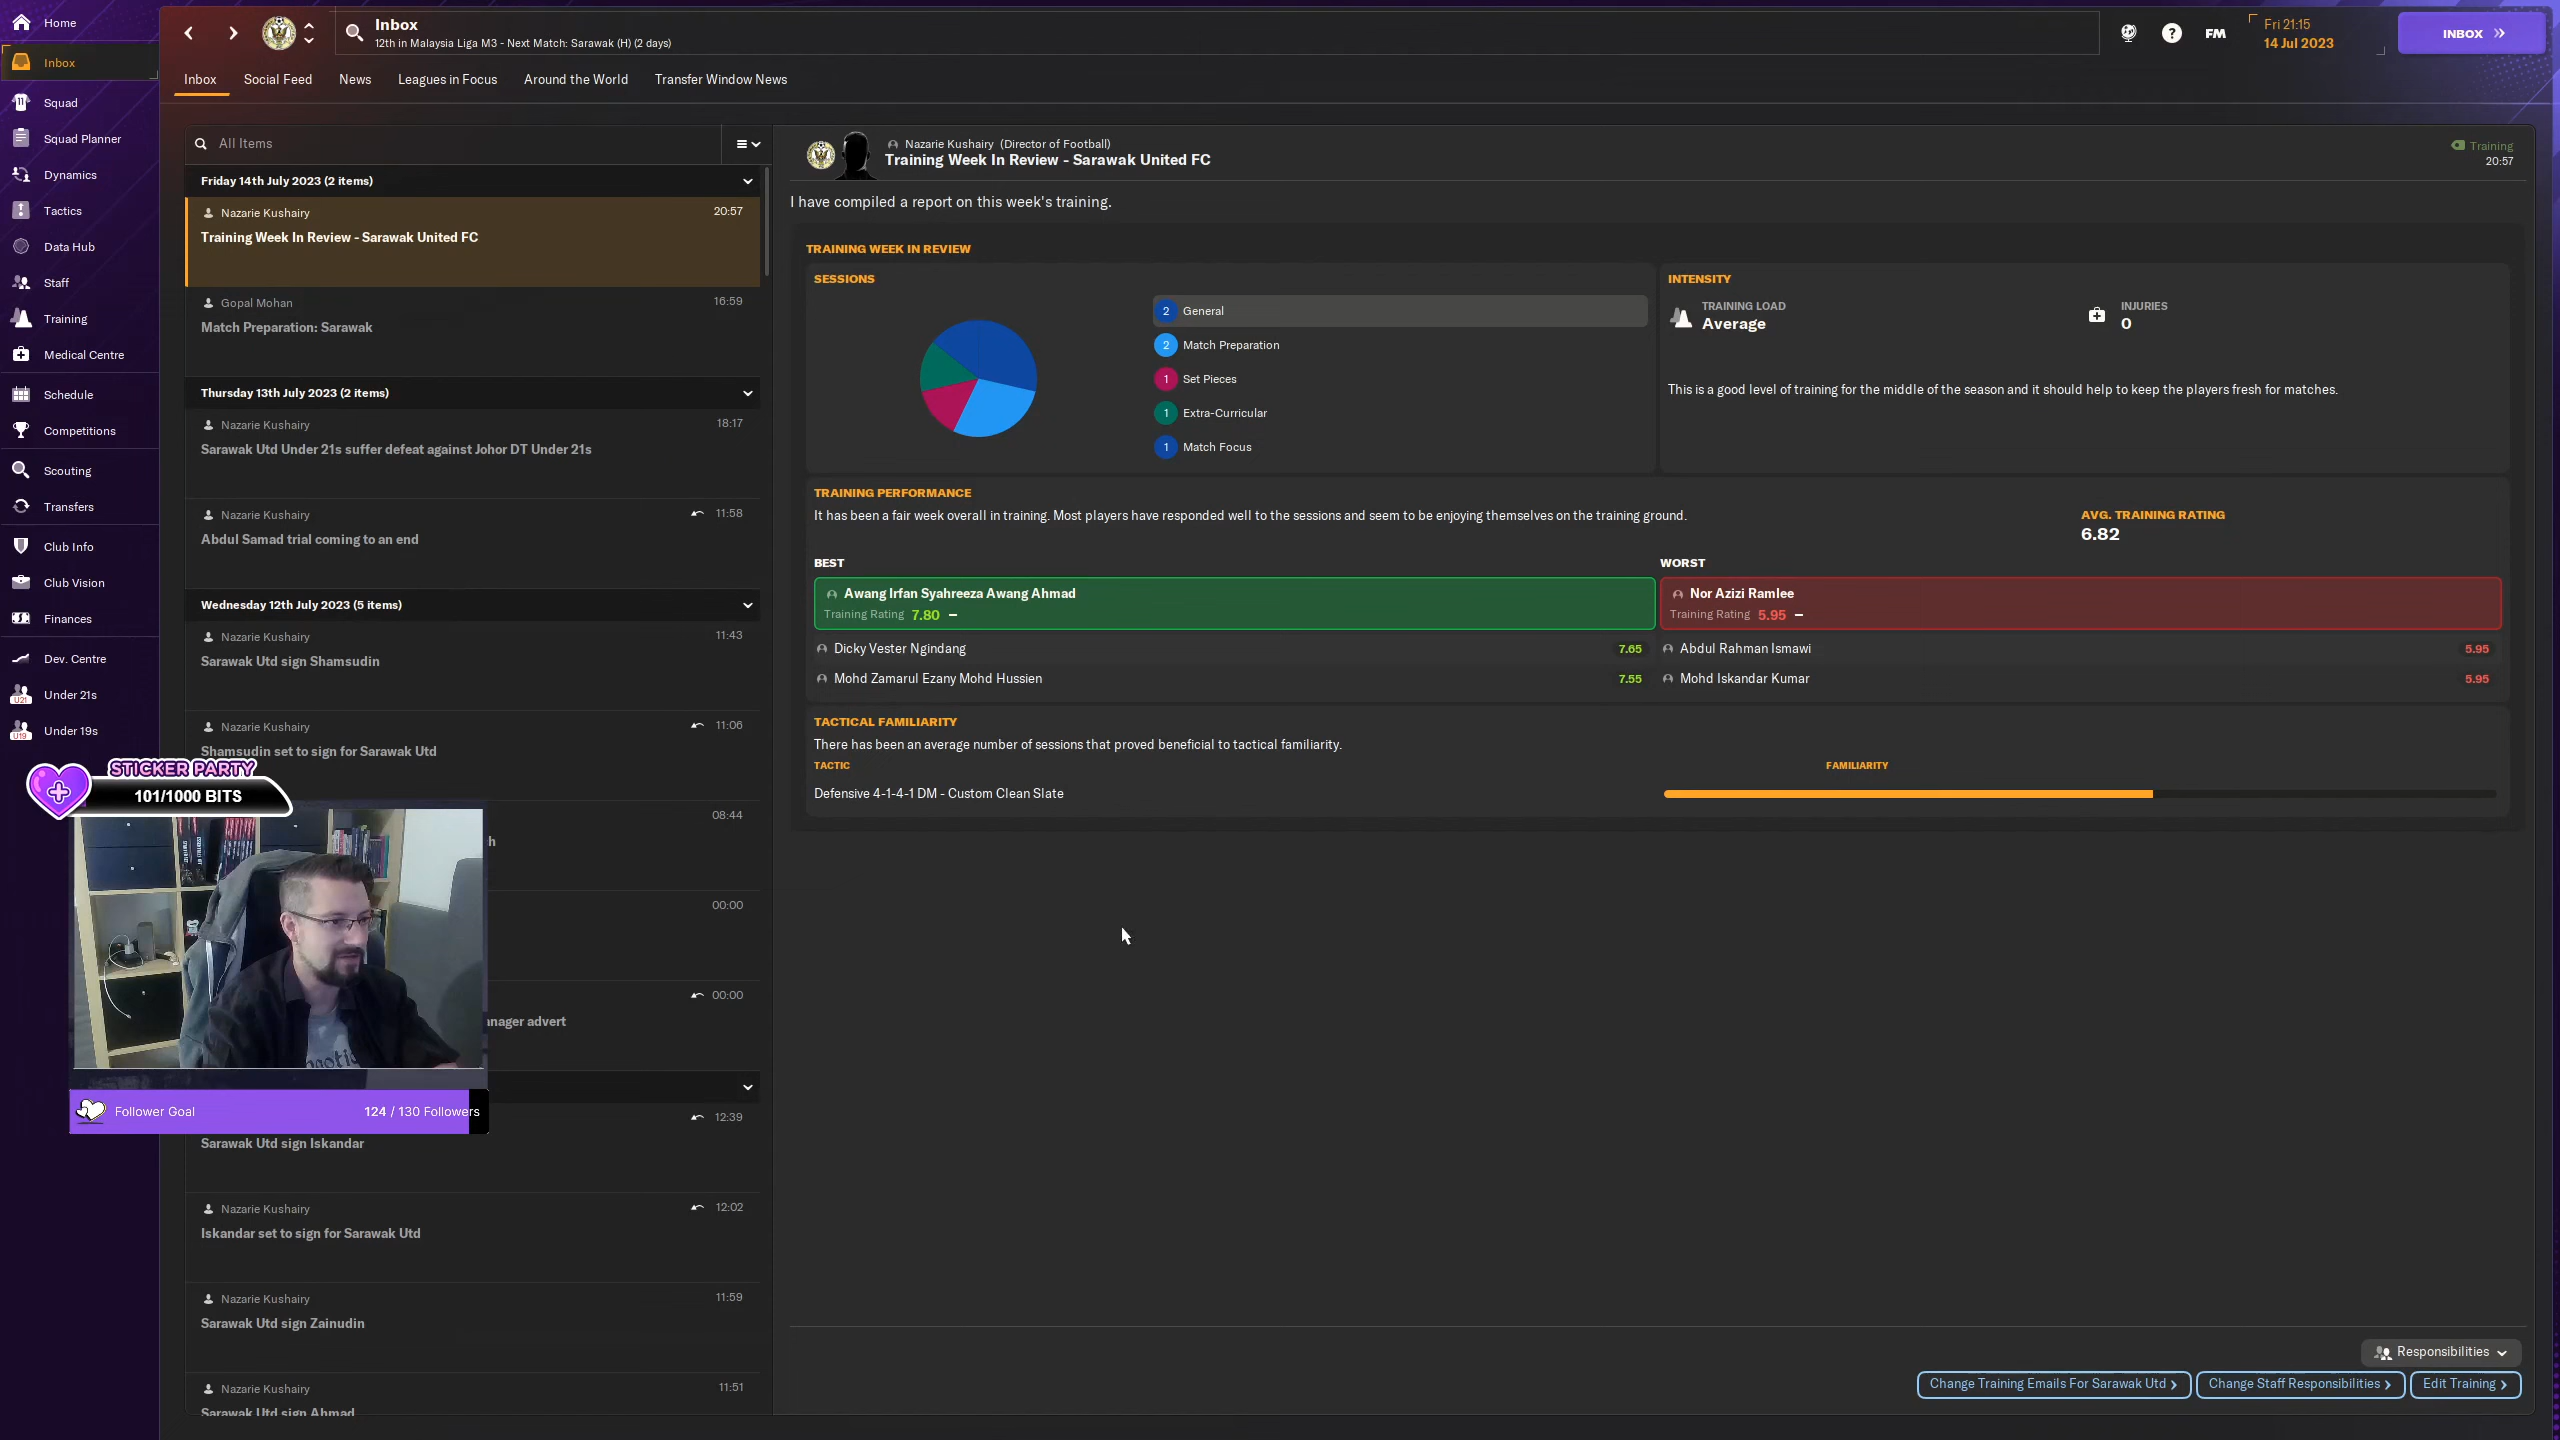 Home
Inbox
Squad
Squad Planner
Dynamics
Tactics
Data Hub
Staff
Training
Medical Centre
Schedule
Competitions
Scouting
Transfers
Club Info
Club Vision
Finances
Dev. Centre
U21
Under 21s
U19
Under 19s
Inbox
12th in Malaysia Liga M3 - Next Match: Sarawak (H) (2 days)
FM
Fri 21:15
14 Jul 2023
INBOX
Inbox
Social Feed
News
Leagues in Focus
Around the World
Transfer Window News
All Items
Friday 14th July 2023 (2 items)
Nazarie Kushairy
20:57
Training Week In Review - Sarawak United FC
Gopal Mohan
16:59
Match Preparation: Sarawak
Thursday 13th July 2023 (2 items)
Nazarie Kushairy
18:17
Sarawak Utd Under 21s suffer defeat against Johor DT Under 21s
Nazarie Kushairy
11:58
Abdul Samad trial coming to an end
Wednesday 12th July 2023 (5 items)
Nazarie Kushairy
11:43
Sarawak Utd sign Shamsudin
Nazarie Kushairy
11:06
Shamsudin set to sign for Sarawak Utd
08:44
h
00:00
00:00
nager advert
12:39
Sarawak Utd sign Iskandar
Nazarie Kushairy
12:02
Iskandar set to sign for Sarawak Utd
Nazarie Kushairy
11:59
Sarawak Utd sign Zainudin
Nazarie Kushairy
11:51
Sarawak Utd sign Ahmad
STICKER PARTY
101/1000 BITS
Follower Goal
124 / 130 Followers
Nazarie Kushairy (Director of Football)
Training Week In Review - Sarawak United FC
Training
20:57
I have compiled a report on this week's training.
TRAINING WEEK IN REVIEW
SESSIONS
2 General
2 Match Preparation
1 Set Pieces
1 Extra-Curricular
1 Match Focus
INTENSITY
TRAINING LOAD
Average
INJURIES
0
This is a good level of training for the middle of the season and it should help to keep the players fresh for matches.
TRAINING PERFORMANCE
It has been a fair week overall in training. Most players have responded well to the sessions and seem to be enjoying themselves on the training ground.
AVG. TRAINING RATING
6.82
BEST
Awang Irfan Syahreeza Awang Ahmad
Training Rating 7.80 –
Dicky Vester Ngindang 7.65
Mohd Zamarul Ezany Mohd Hussien 7.55
WORST
Nor Azizi Ramlee
Training Rating 5.95 –
Abdul Rahman Ismawi 5.95
Mohd Iskandar Kumar 5.95
TACTICAL FAMILIARITY
There has been an average number of sessions that proved beneficial to tactical familiarity.
TACTIC
FAMILIARITY
Defensive 4-1-4-1 DM - Custom Clean Slate
Responsibilities
Change Training Emails For Sarawak Utd
Change Staff Responsibilities
Edit Training